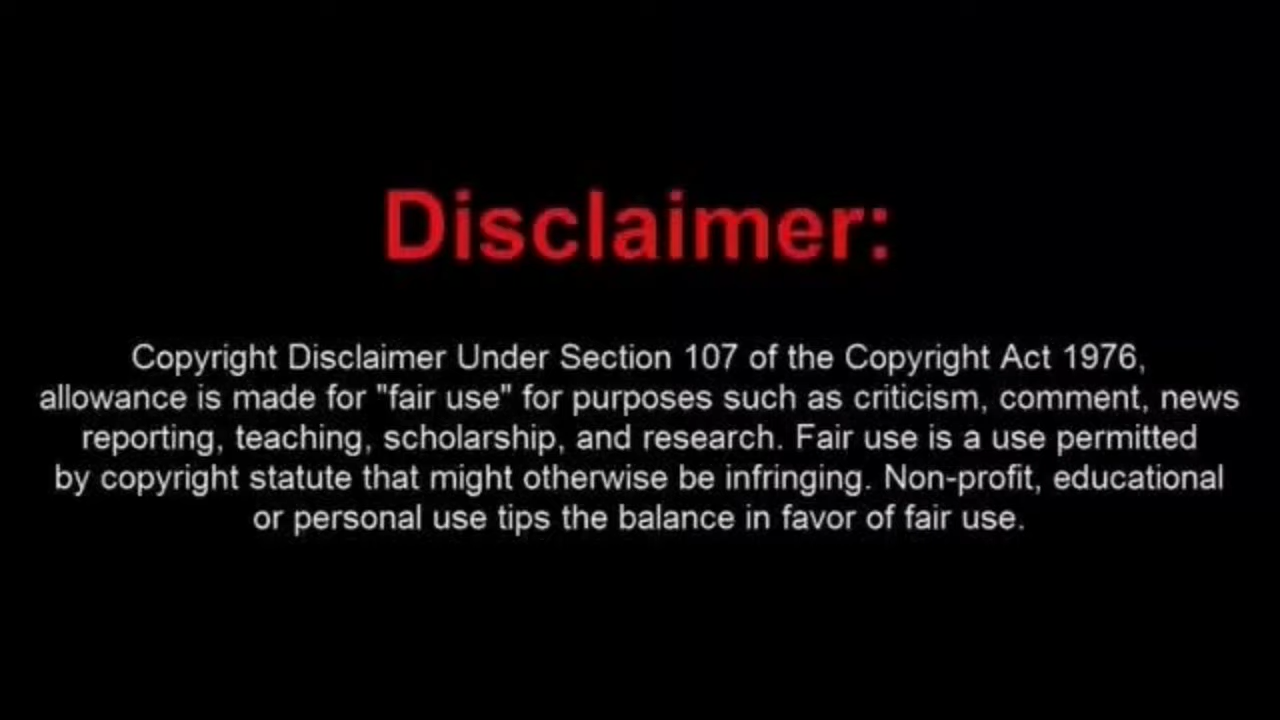 Disclaimer:
Copyright Disclaimer Under Section 107 of the Copyright Act 1976,
allowance is made for "fair use" for purposes such as criticism, comment, news
reporting, teaching, scholarship, and research. Fair use is a use permitted
by copyright statute that might otherwise be infringing. Non-profit, educational
or personal use tips the balance in favor of fair use.